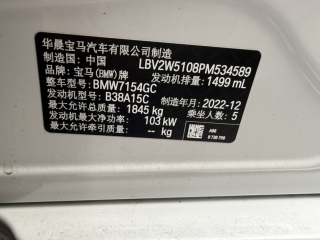 华晨宝马汽车有限公司制造
制造国: 中国 LBV2W5108PM534589
品牌: 宝马(BMW)牌 发动机排量: 1499 mL
整车型号: BMW7154GC
发动机型号: B38A15C 制造年月: 2022-12
最大允许总质量: 1845 kg 乘坐人数: 5
发动机最大净功率: 103 kW
最大允许牵引质量: -- kg